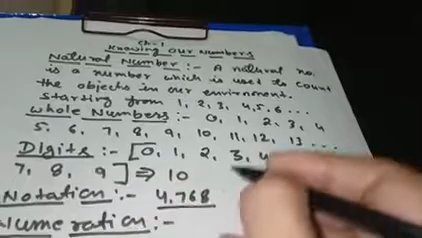 Ch-1
Knowing Our Numbers
Natural Number :- A natural no.
is a number which is used to count
the objects in our environment.
starting from 1, 2, 3, 4, 5, 6 ...
Whole Numbers :- 0, 1, 2, 3, 4
5, 6, 7, 8, 9, 10, 11, 12, 13 ...
Digits :- [0, 1, 2, 3, 4
7, 8, 9 ] ⇒ 10
Notation :- 4,768
Numeration :-